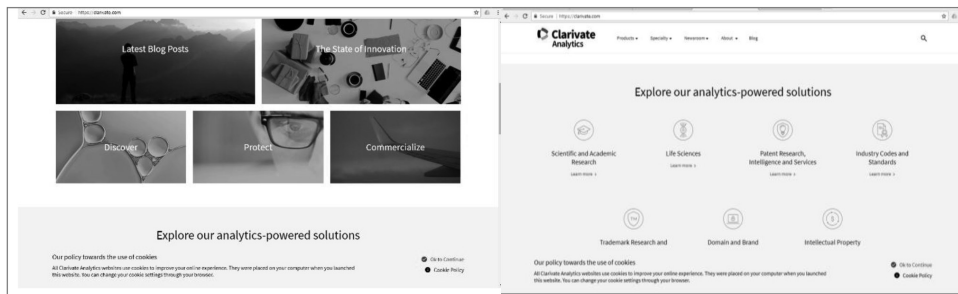 Secure https://clarivate.com
Latest Blog Posts
The State of Innovation
Discover
Protect
Commercialize
Explore our analytics-powered solutions
Our policy towards the use of cookies
All Clarivate Analytics websites use cookies to improve your online experience. They were placed on your computer when you launched
this website. You can change your cookie settings through your browser.
Ok to Continue
Cookie Policy
Secure https://clarivate.com
Clarivate
Analytics
Products
Specialty
Newsroom
About
Blog
Explore our analytics-powered solutions
Scientific and Academic
Research
Learn more >
Life Sciences
Learn more >
Patent Research,
Intelligence and Services
Learn more >
Industry Codes and
Standards
Learn more >
Trademark Research and
Domain and Brand
Intellectual Property
Our policy towards the use of cookies
All Clarivate Analytics websites use cookies to improve your online experience. They were placed on your computer when you launched
this website. You can change your cookie settings through your browser.
Ok to Continue
Cookie Policy